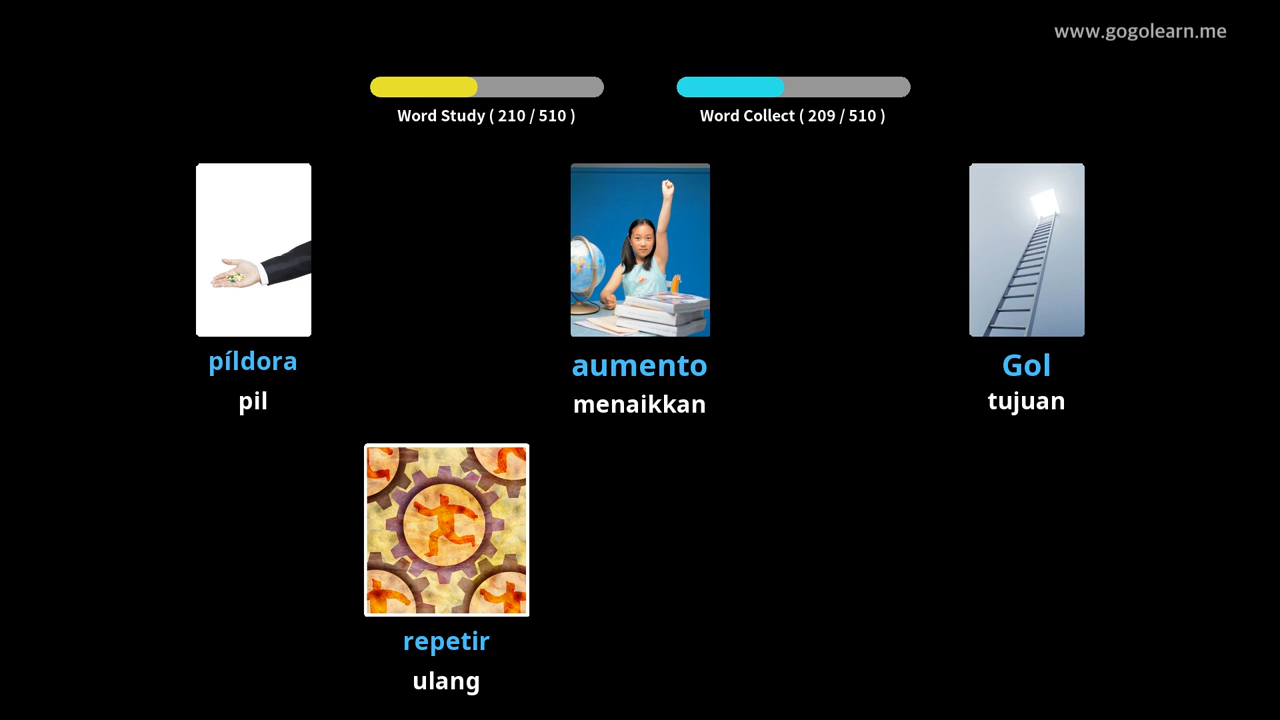 www.gogolearn.me
Word Study ( 210 / 510 )
Word Collect ( 209 / 510 )
píldora
pil
aumento
menaikkan
Gol
tujuan
repetir
ulang